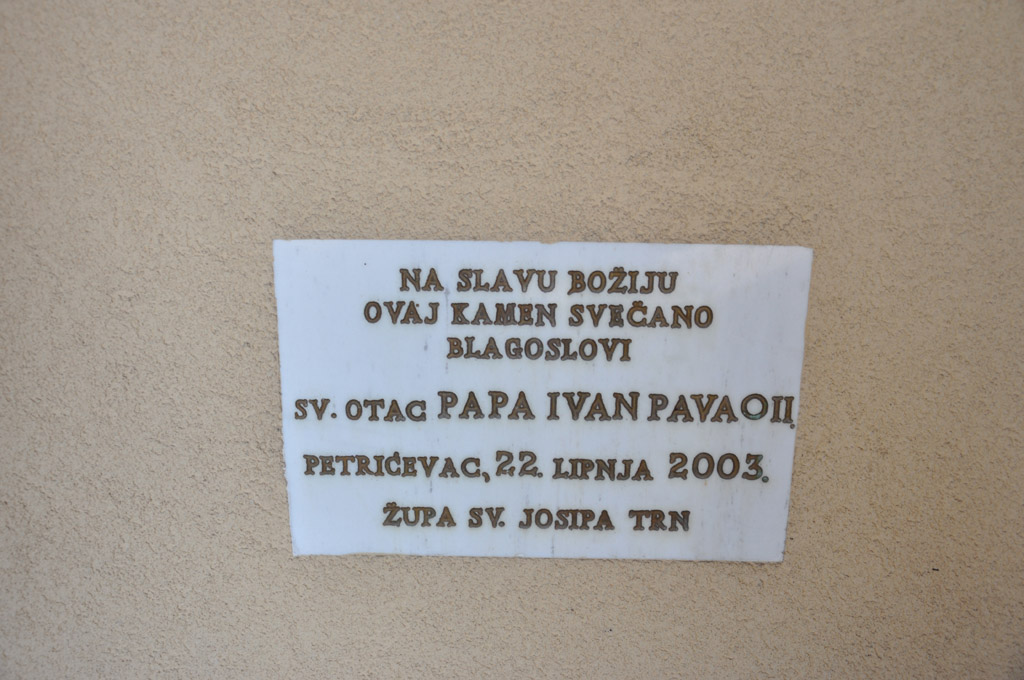 NA SLAVU BOŽIJU
OVAJ KAMEN SVEČANO
BLAGOSLOVI
SV. OTAC PAPA IVAN PAVAO II.
PETRIĆEVAC, 22. LIPNJA 2003.
ŽUPA SV. JOSIPA TRN